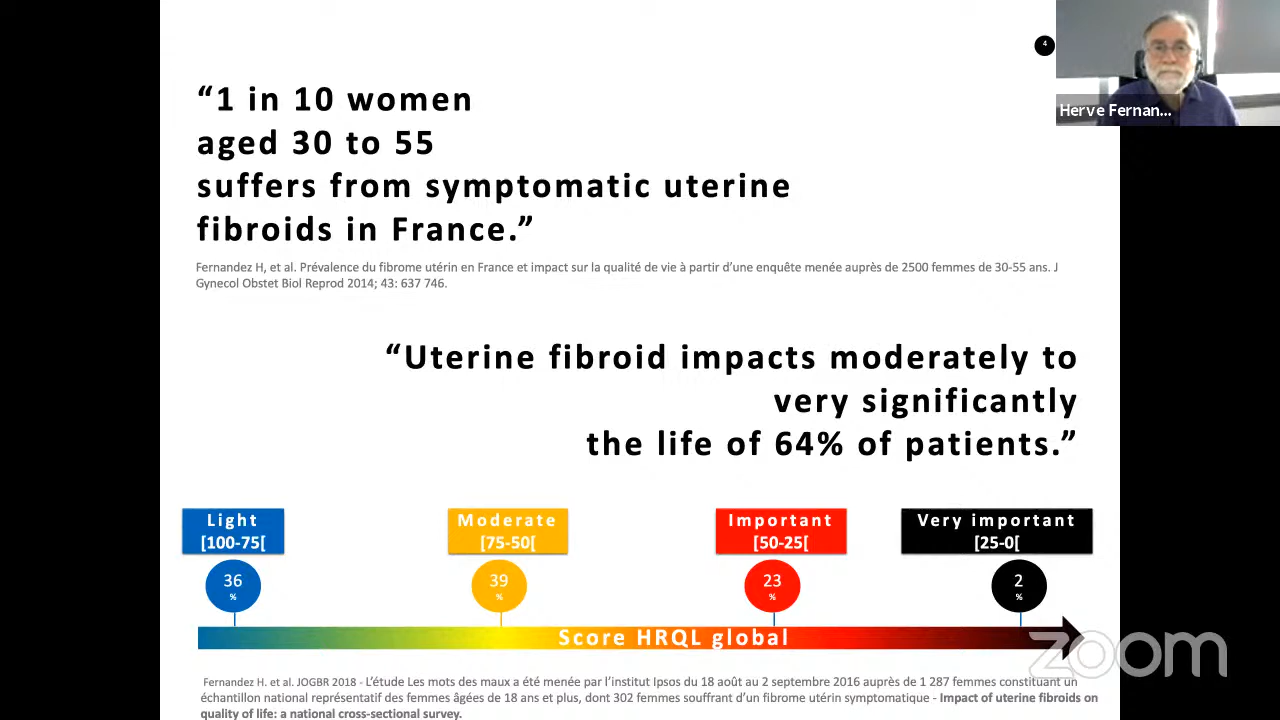 4
Herve Fernan...
“1 in 10 women
aged 30 to 55
suffers from symptomatic uterine
fibroids in France.”
Fernandez H, et al. Prévalence du fibrome utérin en France et impact sur la qualité de vie à partir d’une enquête menée auprès de 2500 femmes de 30-55 ans. J
Gynecol Obstet Biol Reprod 2014; 43: 637 746.
“Uterine fibroid impacts moderately to
very significantly
the life of 64% of patients.”
Light
[100-75[
Moderate
[75-50[
Important
[50-25[
Very important
[25-0[
36
%
39
%
23
%
2
%
Score HRQL global
zoom
Fernandez H. et al. JOGBR 2018 - L’étude Les mots des maux a été menée par l’institut Ipsos du 18 août au 2 septembre 2016 auprès de 1 287 femmes constituant un
échantillon national représentatif des femmes âgées de 18 ans et plus, dont 302 femmes souffrant d’un fibrome utérin symptomatique - Impact of uterine fibroids on
quality of life: a national cross-sectional survey.